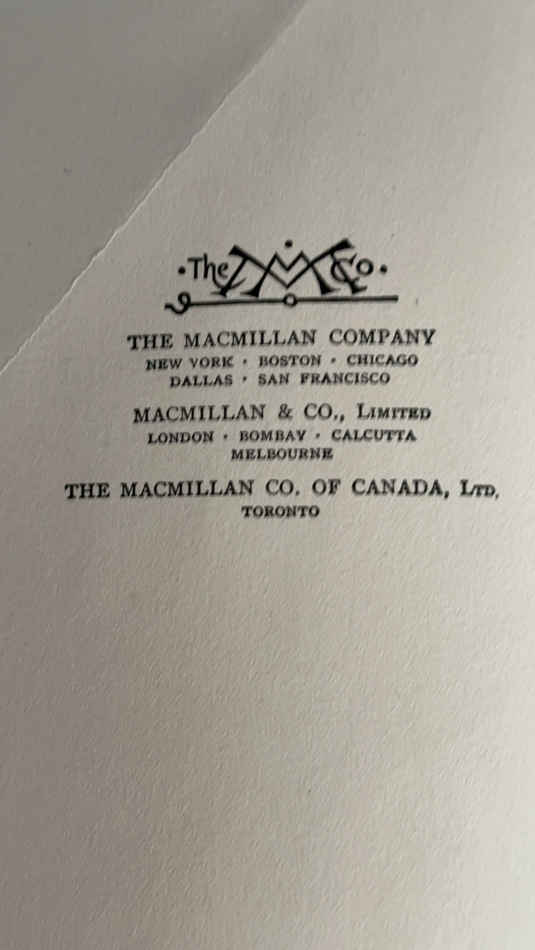 ·The MM Co·
THE MACMILLAN COMPANY
NEW YORK · BOSTON · CHICAGO
DALLAS · SAN FRANCISCO
MACMILLAN & CO., LIMITED
LONDON · BOMBAY · CALCUTTA
MELBOURNE
THE MACMILLAN CO. OF CANADA, LTD.
TORONTO